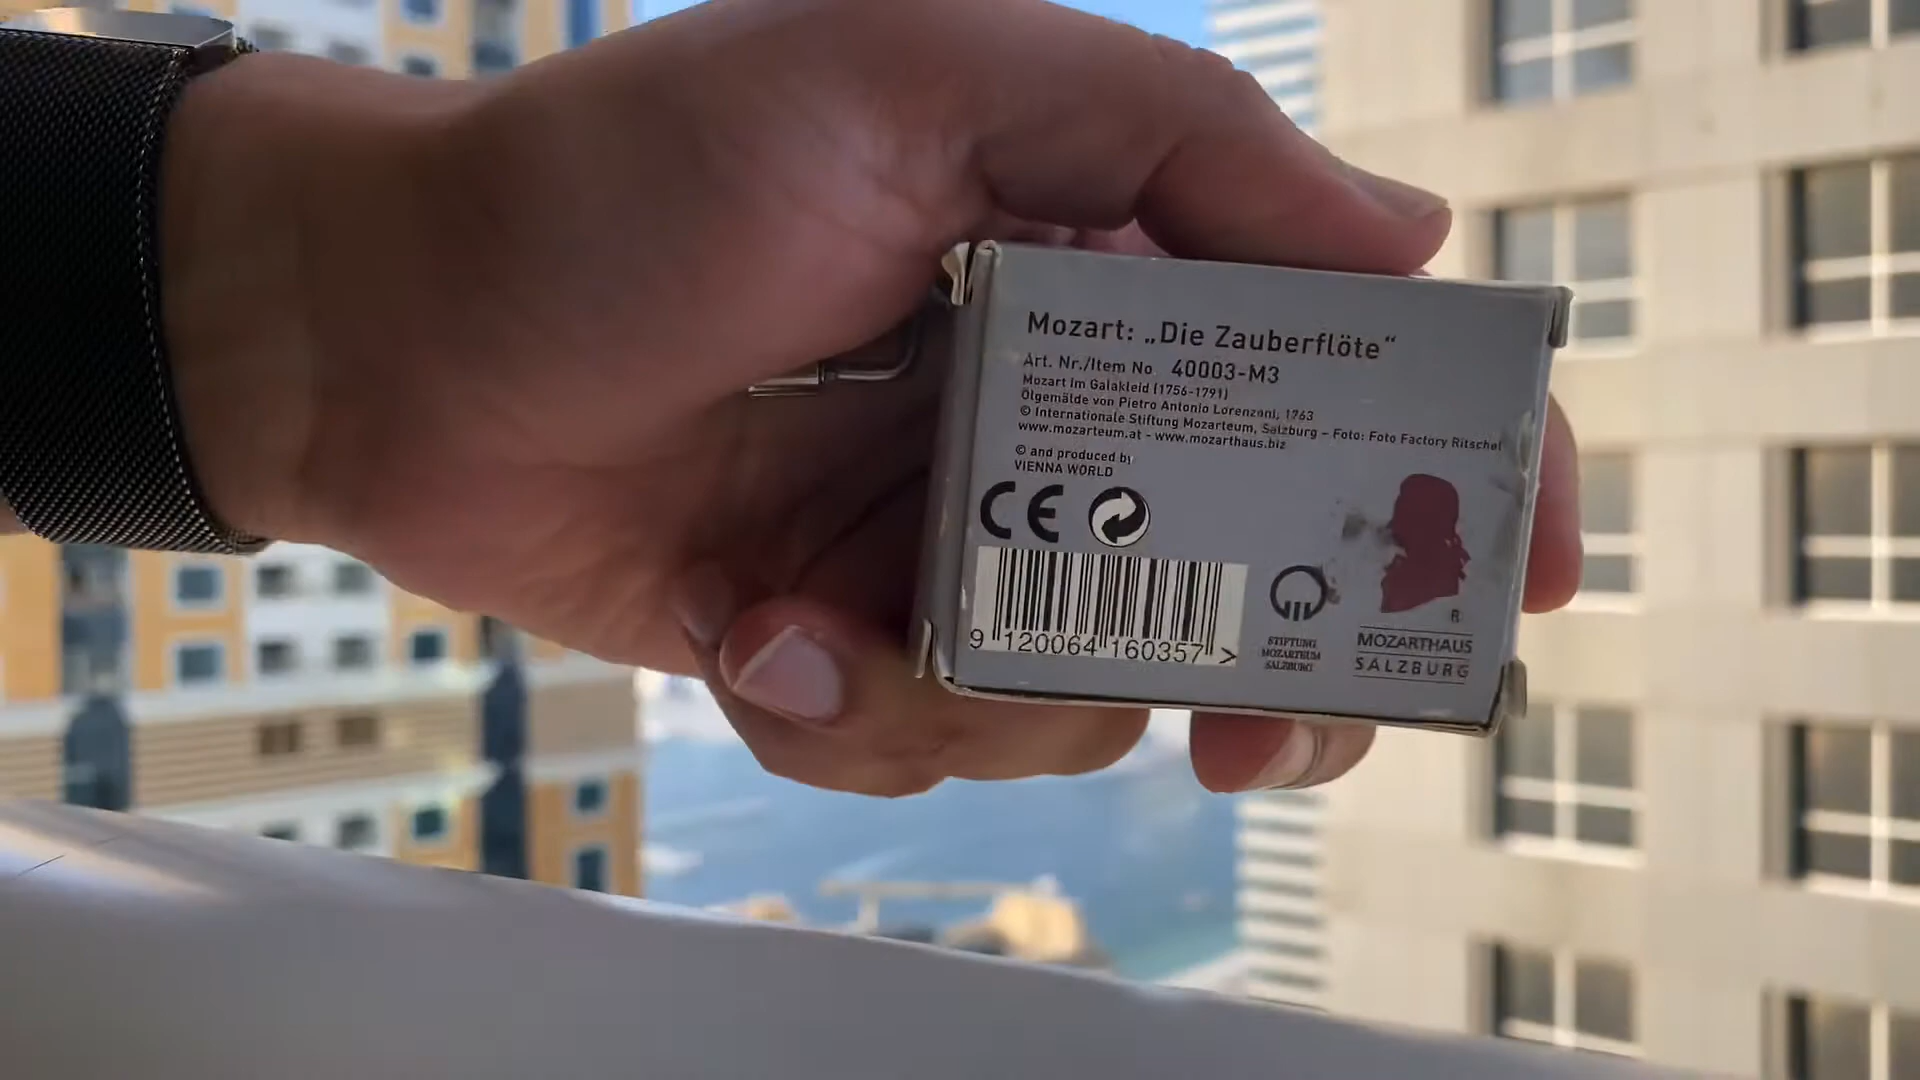 Mozart: „Die Zauberflöte“
Art. Nr./Item No. 40003-M3
Mozart im Galakleid (1756-1791)
Ölgemälde von Pietro Antonio Lorenzoni, 1763
© Internationale Stiftung Mozarteum, Salzburg – Foto: Foto Factory Ritschel
www.mozarteum.at - www.mozarthaus.biz
© and produced by
VIENNA WORLD
CE
9 120064 160357 >
STIFTUNG
MOZARTEUM
SALZBURG
R
MOZARTHAUS
SALZBURG